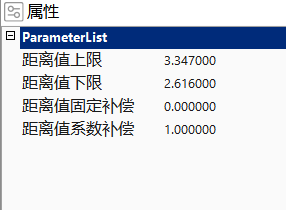 属性
ParameterList
距离值上限 3.347000
距离值下限 2.616000
距离值固定补偿 0.000000
距离值系数补偿 1.000000